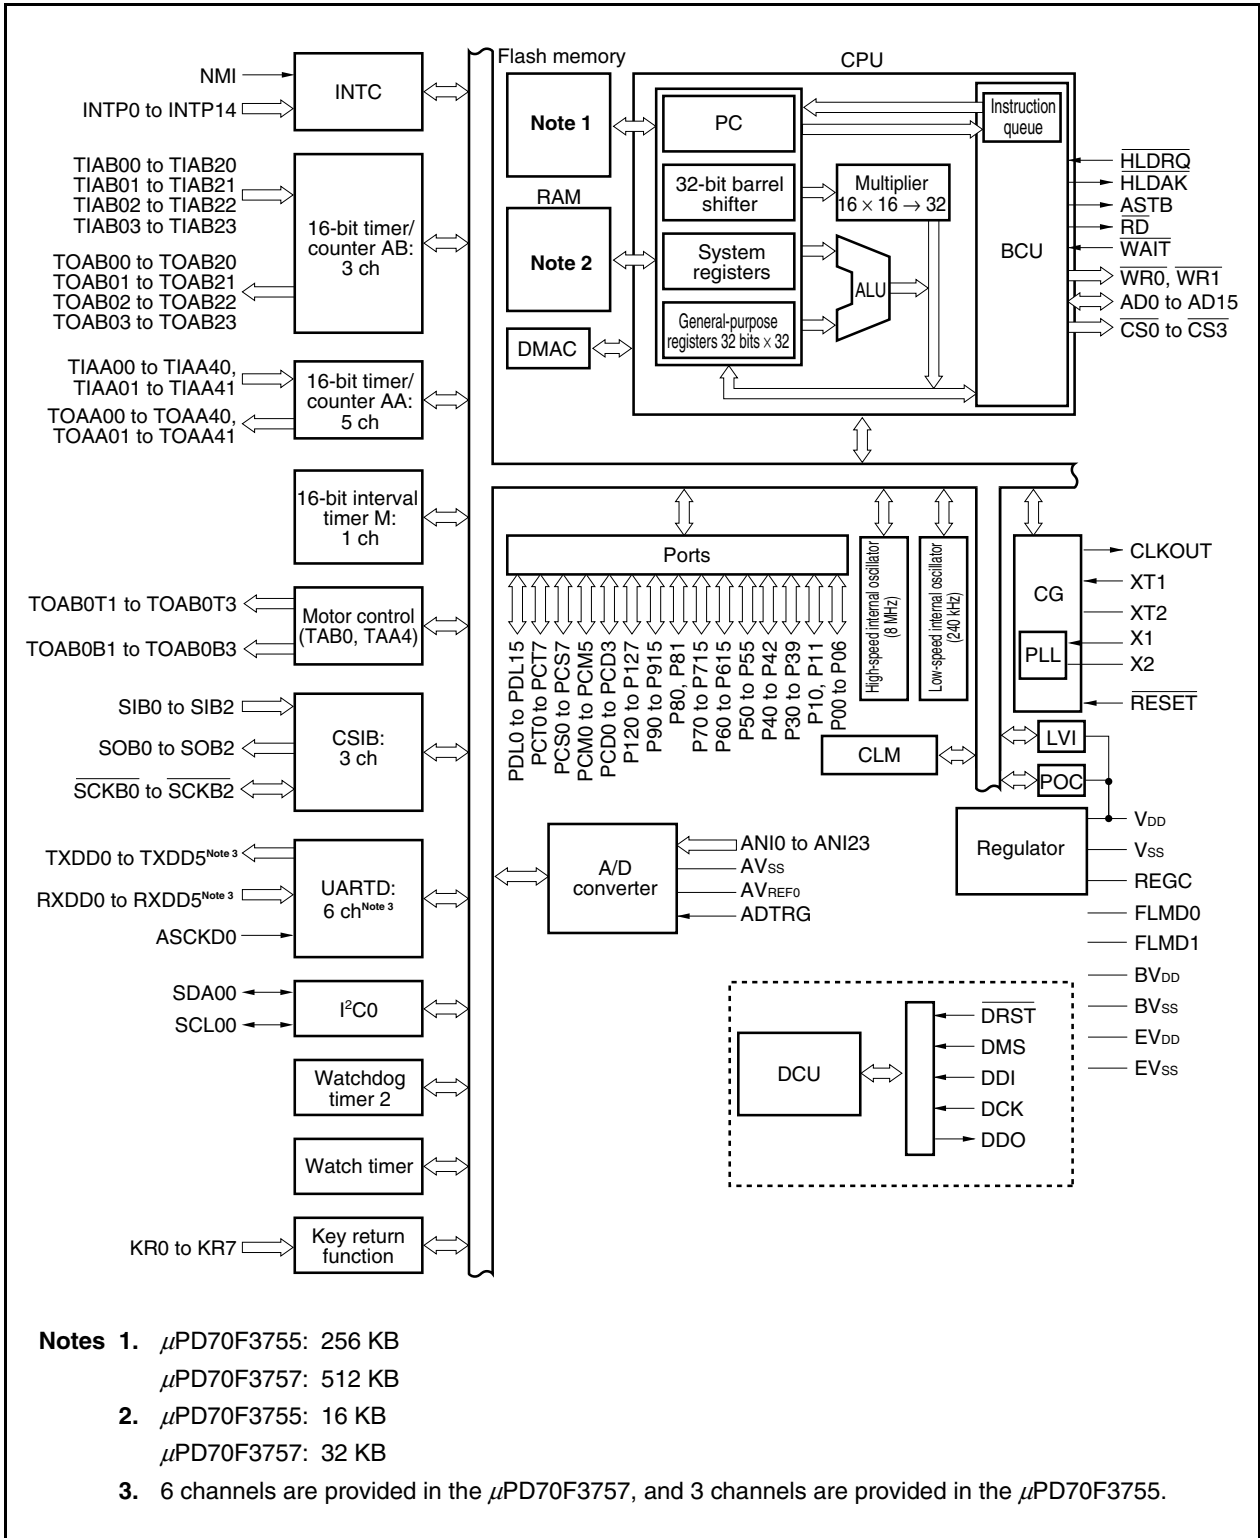 NMI
INTP0 to INTP14
INTC
TIAB00 to TIAB20
TIAB01 to TIAB21
TIAB02 to TIAB22
TIAB03 to TIAB23
TOAB00 to TOAB20
TOAB01 to TOAB21
TOAB02 to TOAB22
TOAB03 to TOAB23
16-bit timer/
counter AB:
3 ch
TIAA00 to TIAA40,
TIAA01 to TIAA41
TOAA00 to TOAA40,
TOAA01 to TOAA41
16-bit timer/
counter AA:
5 ch
16-bit interval
timer M:
1 ch
TOAB0T1 to TOAB0T3
TOAB0B1 to TOAB0B3
Motor control
(TAB0, TAA4)
SIB0 to SIB2
SOB0 to SOB2
SCKB0 to SCKB2
CSIB:
3 ch
TXDD0 to TXDD5Note 3
RXDD0 to RXDD5Note 3
ASCKD0
UARTD:
6 chNote 3
SDA00
SCL00
I²C0
Watchdog
timer 2
Watch timer
KR0 to KR7
Key return
function
Flash memory
Note 1
RAM
Note 2
DMAC
CPU
PC
32-bit barrel
shifter
System
registers
General-purpose
registers 32 bits × 32
Multiplier
16 × 16 → 32
ALU
Instruction
queue
BCU
HLDRQ
HLDAK
ASTB
RD
WAIT
WR0, WR1
AD0 to AD15
CS0 to CS3
Ports
PDL0 to PDL15
PCT0 to PCT7
PCS0 to PCS7
PCM0 to PCM5
PCD0 to PCD3
P120 to P127
P90 to P915
P80, P81
P70 to P715
P60 to P615
P50 to P55
P40 to P42
P30 to P39
P10, P11
P00 to P06
High-speed internal oscillator
(8 MHz)
Low-speed internal oscillator
(240 kHz)
CG
PLL
CLKOUT
XT1
XT2
X1
X2
RESET
CLM
LVI
POC
Regulator
VDD
VSS
REGC
FLMD0
FLMD1
BVDD
BVSS
EVDD
EVSS
A/D
converter
ANI0 to ANI23
AVSS
AVREF0
ADTRG
DCU
DRST
DMS
DDI
DCK
DDO
Notes 1. μPD70F3755: 256 KB
μPD70F3757: 512 KB
2. μPD70F3755: 16 KB
μPD70F3757: 32 KB
3. 6 channels are provided in the μPD70F3757, and 3 channels are provided in the μPD70F3755.